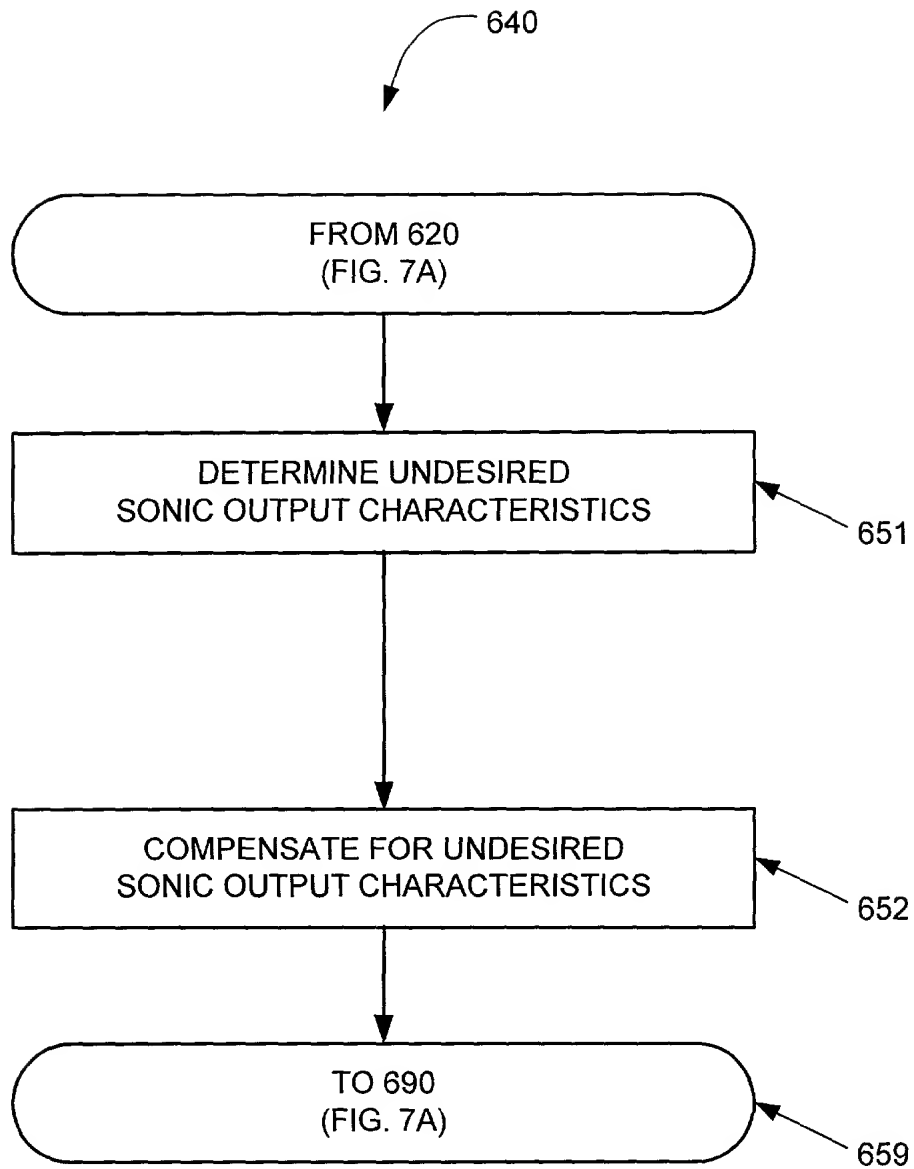 640
FROM 620
(FIG. 7A)
DETERMINE UNDESIRED
SONIC OUTPUT CHARACTERISTICS
651
COMPENSATE FOR UNDESIRED
SONIC OUTPUT CHARACTERISTICS
652
TO 690
(FIG. 7A)
659